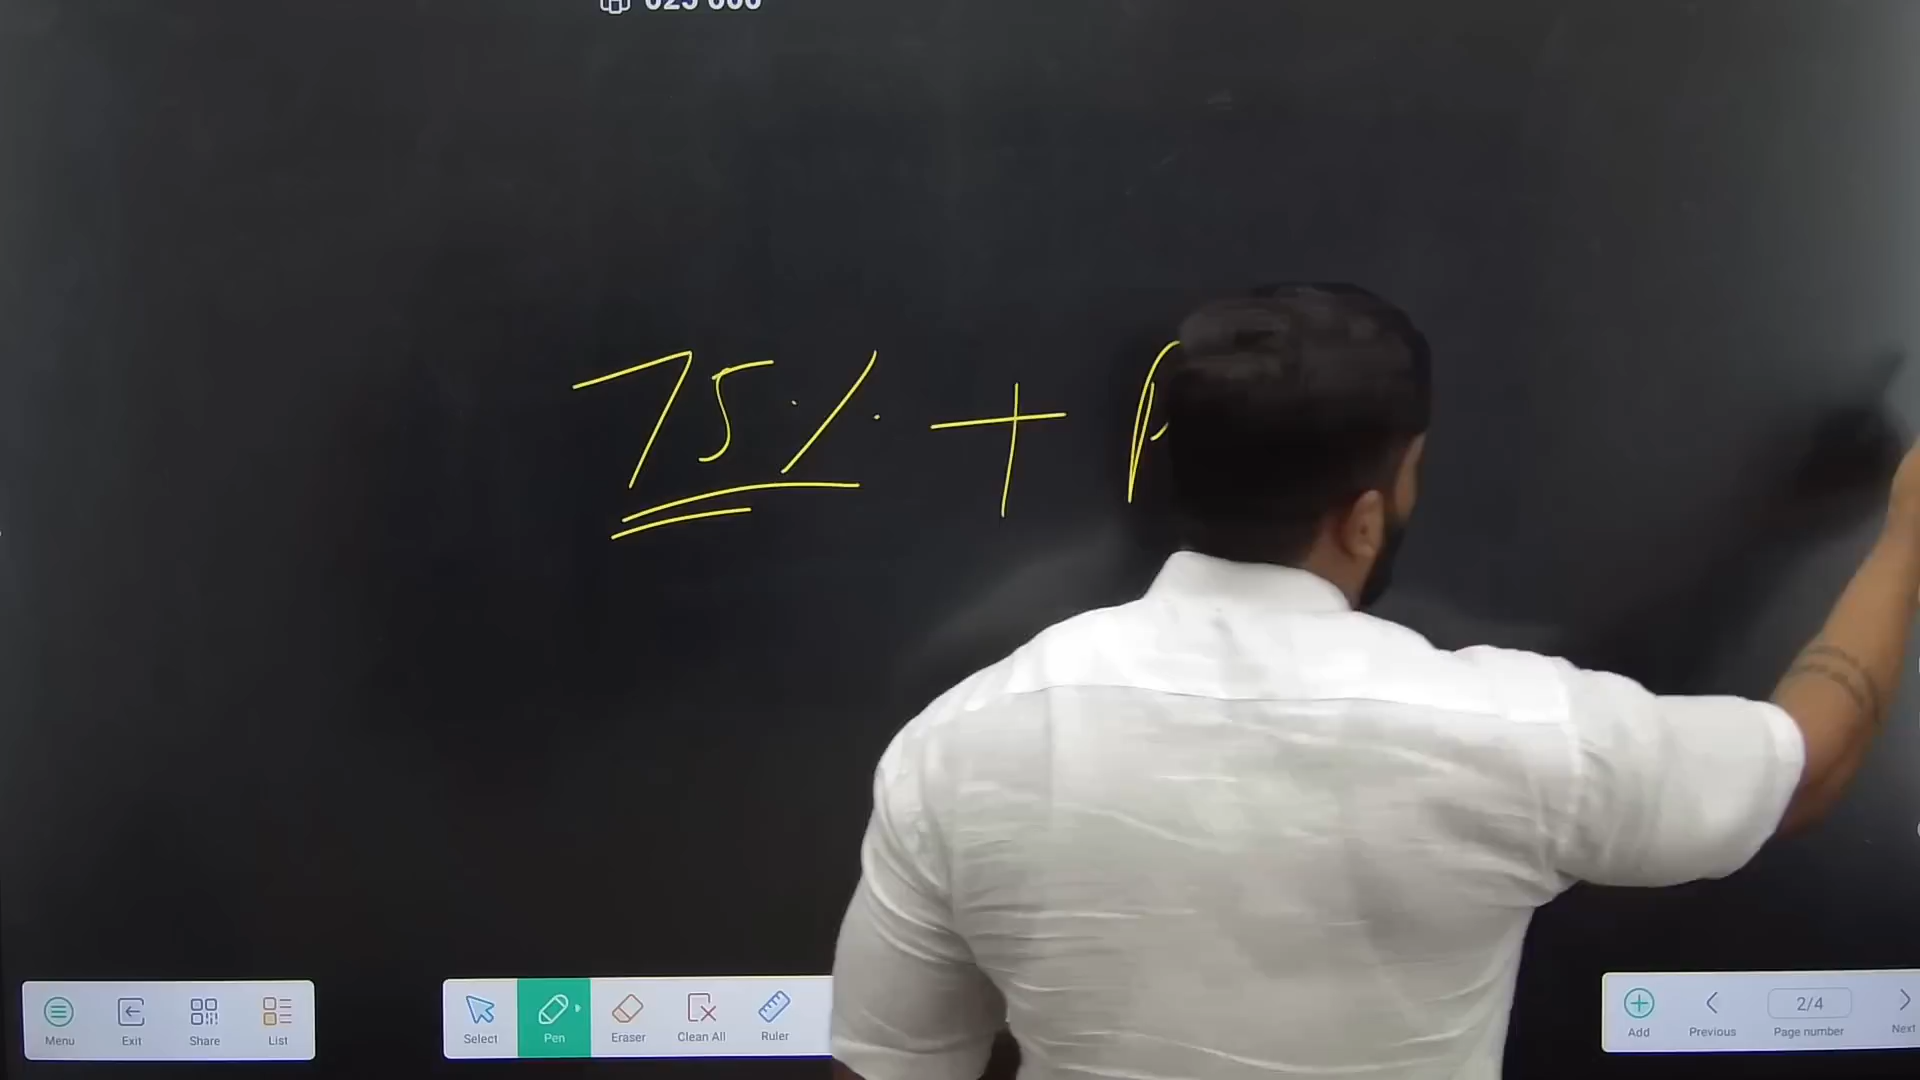 75% +
Menu Exit Share List Select Pen Eraser Clean All Ruler Add Previous 2/4 Page number Next